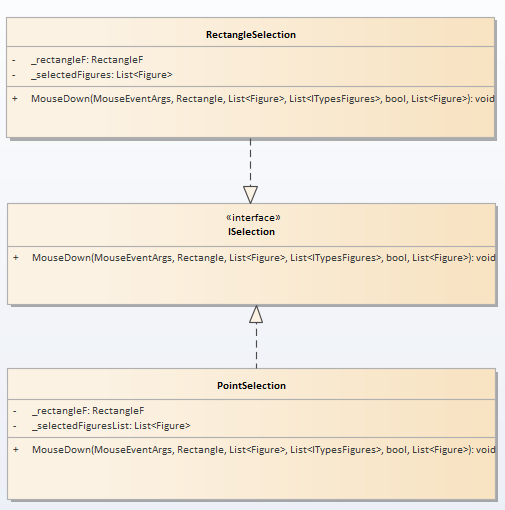 RectangleSelection
- _rectangleF: RectangleF
- _selectedFigures: List<Figure>
+ MouseDown(MouseEventArgs, Rectangle, List<Figure>, List<ITypesFigures>, bool, List<Figure>): void
«interface»
ISelection
+ MouseDown(MouseEventArgs, Rectangle, List<Figure>, List<ITypesFigures>, bool, List<Figure>): void
PointSelection
- _rectangleF: RectangleF
- _selectedFiguresList: List<Figure>
+ MouseDown(MouseEventArgs, Rectangle, List<Figure>, List<ITypesFigures>, bool, List<Figure>): void